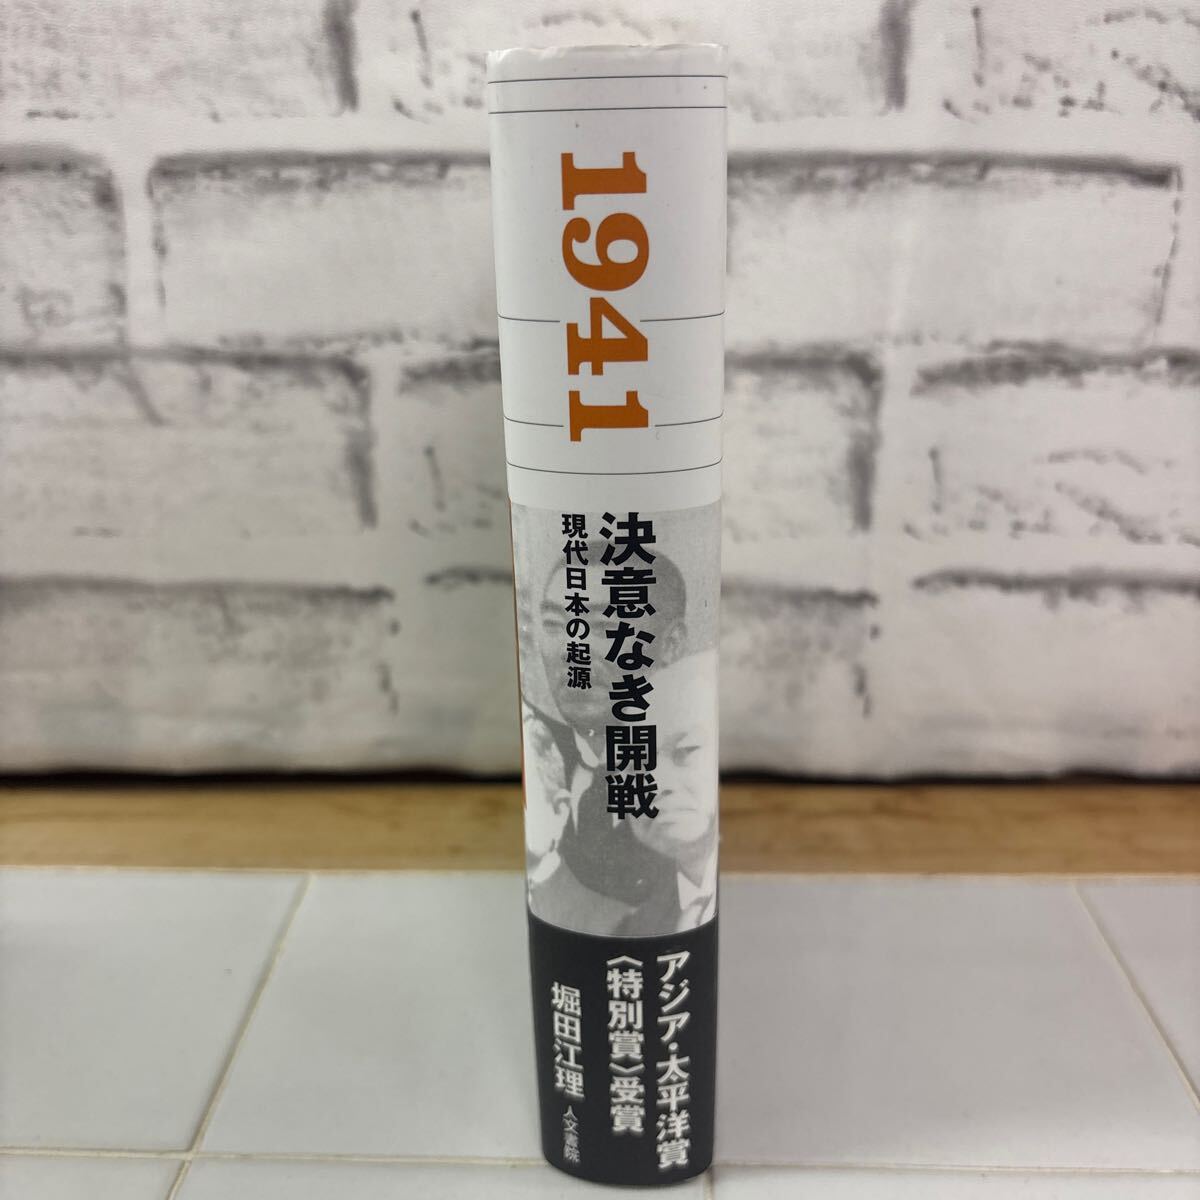 1941
決意なき開戦
現代日本の起源
アジア・太平洋賞
〈特別賞〉受賞
堀田江理
人文書院